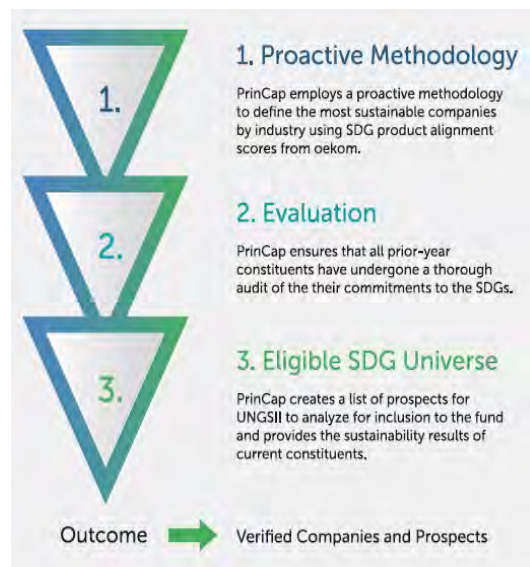 1.
1. Proactive Methodology
PrinCap employs a proactive methodology
to define the most sustainable companies
by industry using SDG product alignment
scores from oekom.
2.
2. Evaluation
PrinCap ensures that all prior-year
constituents have undergone a thorough
audit of the their commitments to the SDGs.
3.
3. Eligible SDG Universe
PrinCap creates a list of prospects for
UNGSII to analyze for inclusion to the fund
and provides the sustainability results of
current constituents.
Outcome
Verified Companies and Prospects